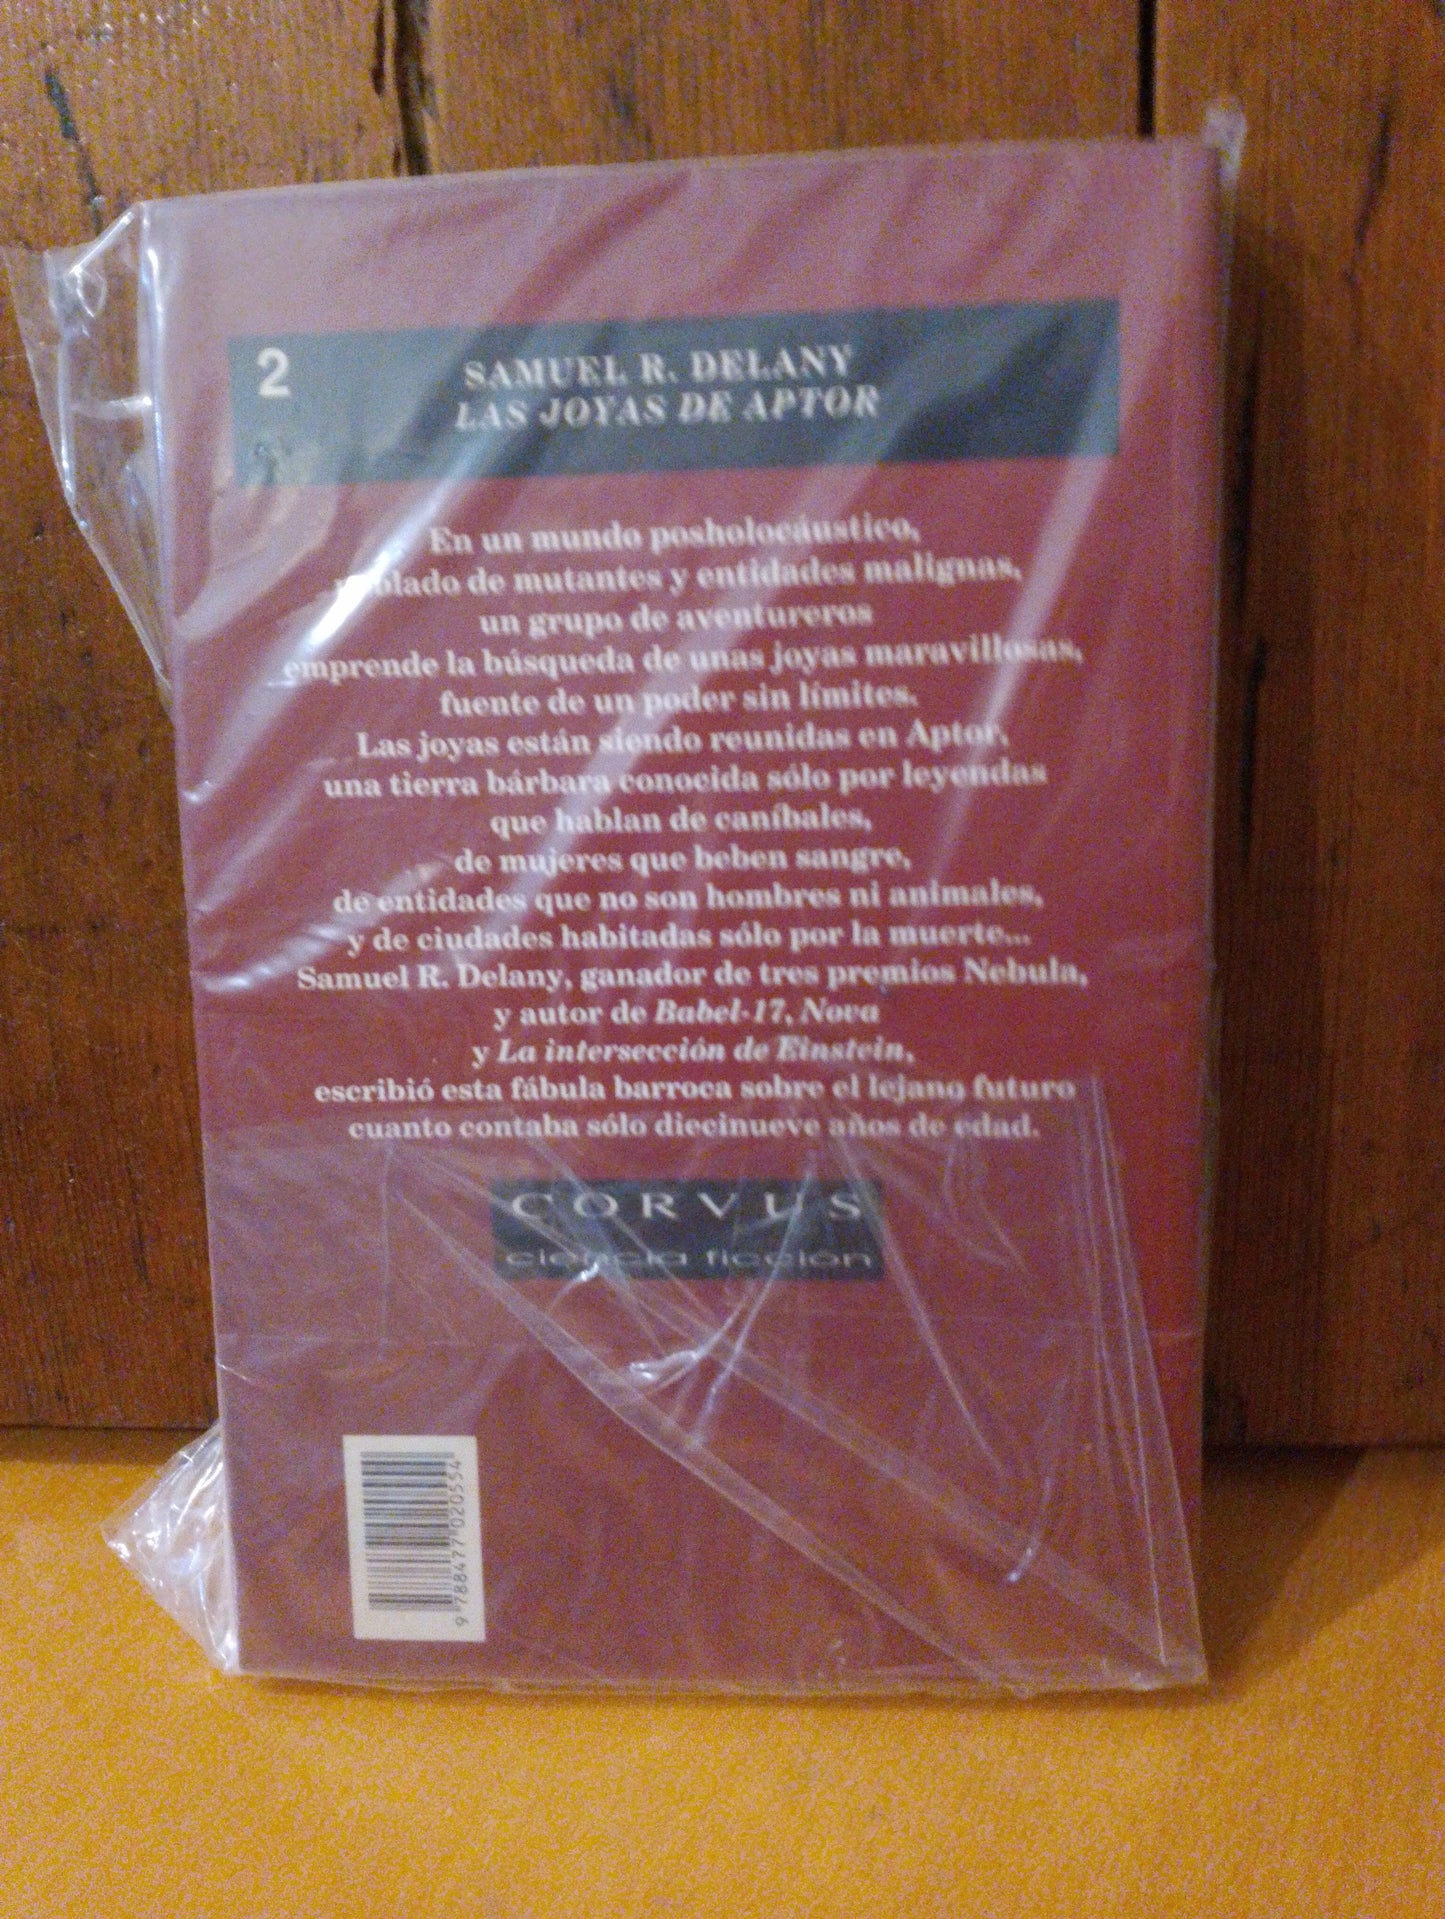 2
SAMUEL R. DELANY
LAS JOYAS DE APTOR
En un mundo posholocáustico,
poblado de mutantes y entidades malignas,
un grupo de aventureros
emprende la búsqueda de unas joyas maravillosas,
fuente de un poder sin límites.
Las joyas están siendo reunidas en Aptor,
una tierra bárbara conocida sólo por leyendas
que hablan de caníbales,
de mujeres que beben sangre,
de entidades que no son hombres ni animales,
y de ciudades habitadas sólo por la muerte...
Samuel R. Delany, ganador de tres premios Nebula,
y autor de Babel-17, Nova
y La intersección de Einstein,
escribió esta fábula barroca sobre el lejano futuro
cuanto contaba sólo diecinueve años de edad.
CORVUS
ciencia ficción
9 788477 020554